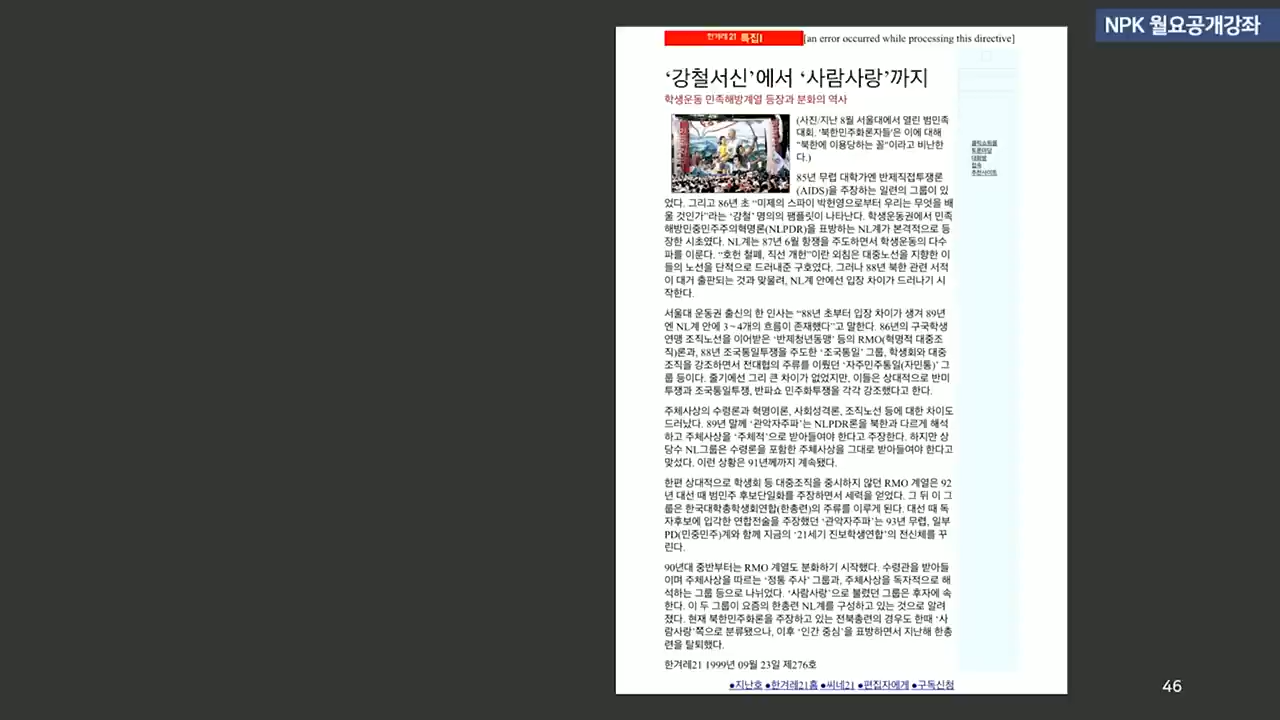 NPK 월요공개강좌
한겨레21 특집I
[an error occurred while processing this directive]
‘강철서신’에서 ‘사람사랑’까지
학생운동 민족해방계열 등장과 분화의 역사
(사진/지난 8월 서울대에서 열린 범민족
대회. '북한민주화론자들'은 이에 대해
“북한에 이용당하는 꼴”이라고 비난한
다.)
85년 무렵 대학가엔 반제직접투쟁론
(AIDS)을 주장하는 일련의 그룹이 있
었다. 그리고 86년 초 “미제의 스파이 박헌영으로부터 우리는 무엇을 배
울 것인가”라는 ‘강철’ 명의의 팸플릿이 나타난다. 학생운동권에서 민족
해방민중민주주의혁명론(NLPDR)을 표방하는 NL계가 본격적으로 등
장한 시초였다. NL계는 87년 6월 항쟁을 주도하면서 학생운동의 다수
파를 이룬다. “호헌 철폐, 직선 개헌”이란 외침은 대중노선을 지향한 이
들의 노선을 단적으로 드러내준 구호였다. 그러나 88년 북한 관련 서적
이 대거 출판되는 것과 맞물려, NL계 안에선 입장 차이가 드러나기 시
작한다.
서울대 운동권 출신의 한 인사는 “88년 초부터 입장 차이가 생겨 89년
엔 NL계 안에 3～4개의 흐름이 존재했다”고 말한다. 86년의 구국학생
연맹 조직노선을 이어받은 ‘반제청년동맹’ 등의 RMO(혁명적 대중조
직)론과, 88년 조국통일투쟁을 주도한 ‘조국통일’ 그룹, 학생회와 대중
조직을 강조하면서 전대협의 주류를 이뤘던 ‘자주민주통일(자민통)’ 그
룹 등이다. 줄기에선 그리 큰 차이가 없었지만, 이들은 상대적으로 반미
투쟁과 조국통일투쟁, 반파쇼 민주화투쟁을 각각 강조했다고 한다.
주체사상의 수령론과 혁명이론, 사회성격론, 조직노선 등에 대한 차이도
드러났다. 89년 말께 ‘관악자주파’는 NLPDR론을 북한과 다르게 해석
하고 주체사상을 ‘주체적’으로 받아들여야 한다고 주장한다. 하지만 상
당수 NL그룹은 수령론을 포함한 주체사상을 그대로 받아들여야 한다고
맞섰다. 이런 상황은 91년께까지 계속됐다.
한편 상대적으로 학생회 등 대중조직을 중시하지 않던 RMO 계열은 92
년 대선 때 범민주 후보단일화를 주장하면서 세력을 얻었다. 그 뒤 이 그
룹은 한국대학총학생회연합(한총련)의 주류를 이루게 된다. 대선 때 독
자후보에 입각한 연합전술을 주장했던 ‘관악자주파’는 93년 무렵, 일부
PD(민중민주)계와 함께 지금의 ‘21세기 진보학생연합’의 전신체를 꾸
린다.
90년대 중반부터는 RMO 계열도 분화하기 시작했다. 수령관을 받아들
이며 주체사상을 따르는 ‘정통 주사’ 그룹과, 주체사상을 독자적으로 해
석하는 그룹 등으로 나뉘었다. ‘사람사랑’으로 불렸던 그룹은 후자에 속
한다. 이 두 그룹이 요즘의 한총련 NL계를 구성하고 있는 것으로 알려
졌다. 현재 북한민주화론을 주장하고 있는 전북총련의 경우도 한때 ‘사
람사랑’쪽으로 분류됐으나, 이후 ‘인간 중심’을 표방하면서 지난해 한총
련을 탈퇴했다.
한겨레21 1999년 09월 23일 제276호
●지난호 ●한겨레21홈 ●씨네21 ●편집자에게 ●구독신청
토론마당
대화방
접속
추천사이트
46